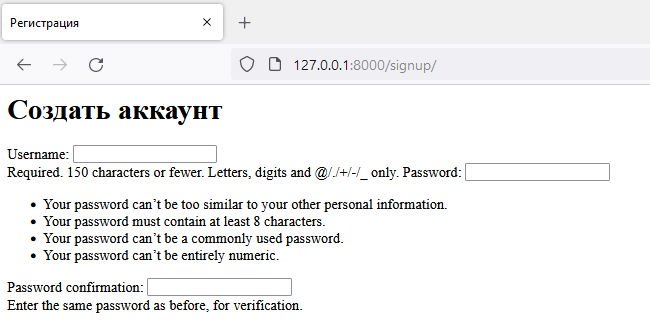 Регистрация
127.0.0.1:8000/signup/
Создать аккаунт
Username:
Required. 150 characters or fewer. Letters, digits and @/./+/-/_ only. Password:
Your password can’t be too similar to your other personal information.
Your password must contain at least 8 characters.
Your password can’t be a commonly used password.
Your password can’t be entirely numeric.
Password confirmation:
Enter the same password as before, for verification.